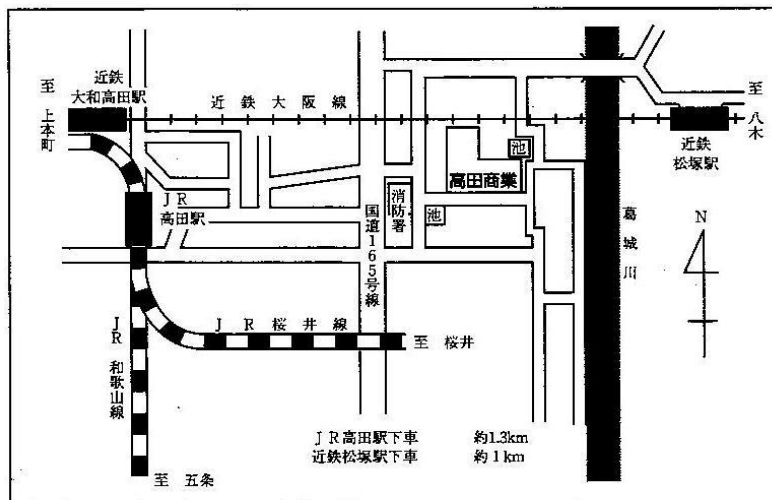 至 上本町
近鉄
大和高田駅
近鉄大阪線
至 八木
近鉄
松塚駅
池
高田商業
消防署
池
JR
高田駅
国道165号線
葛城川
N
JR桜井線
至 桜井
JR 和歌山線
至 五条
JR高田駅下車 約1.3km
近鉄松塚駅下車 約1km